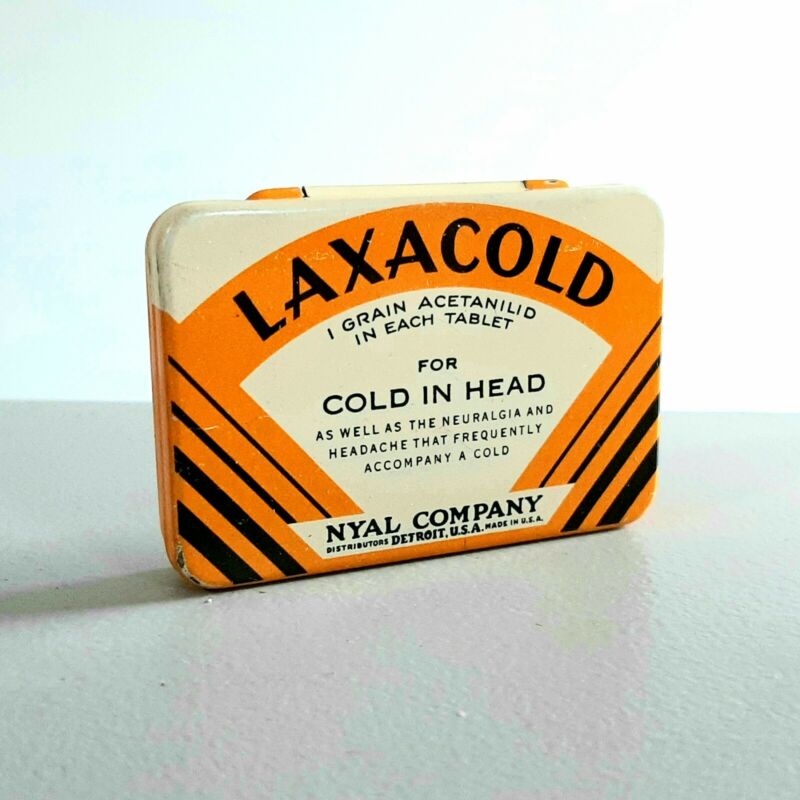 LAXACOLD
1 GRAIN ACETANILID
IN EACH TABLET
FOR
COLD IN HEAD
AS WELL AS THE NEURALGIA AND
HEADACHE THAT FREQUENTLY
ACCOMPANY A COLD
NYAL COMPANY
DISTRIBUTORS DETROIT, U.S.A. MADE IN U.S.A.